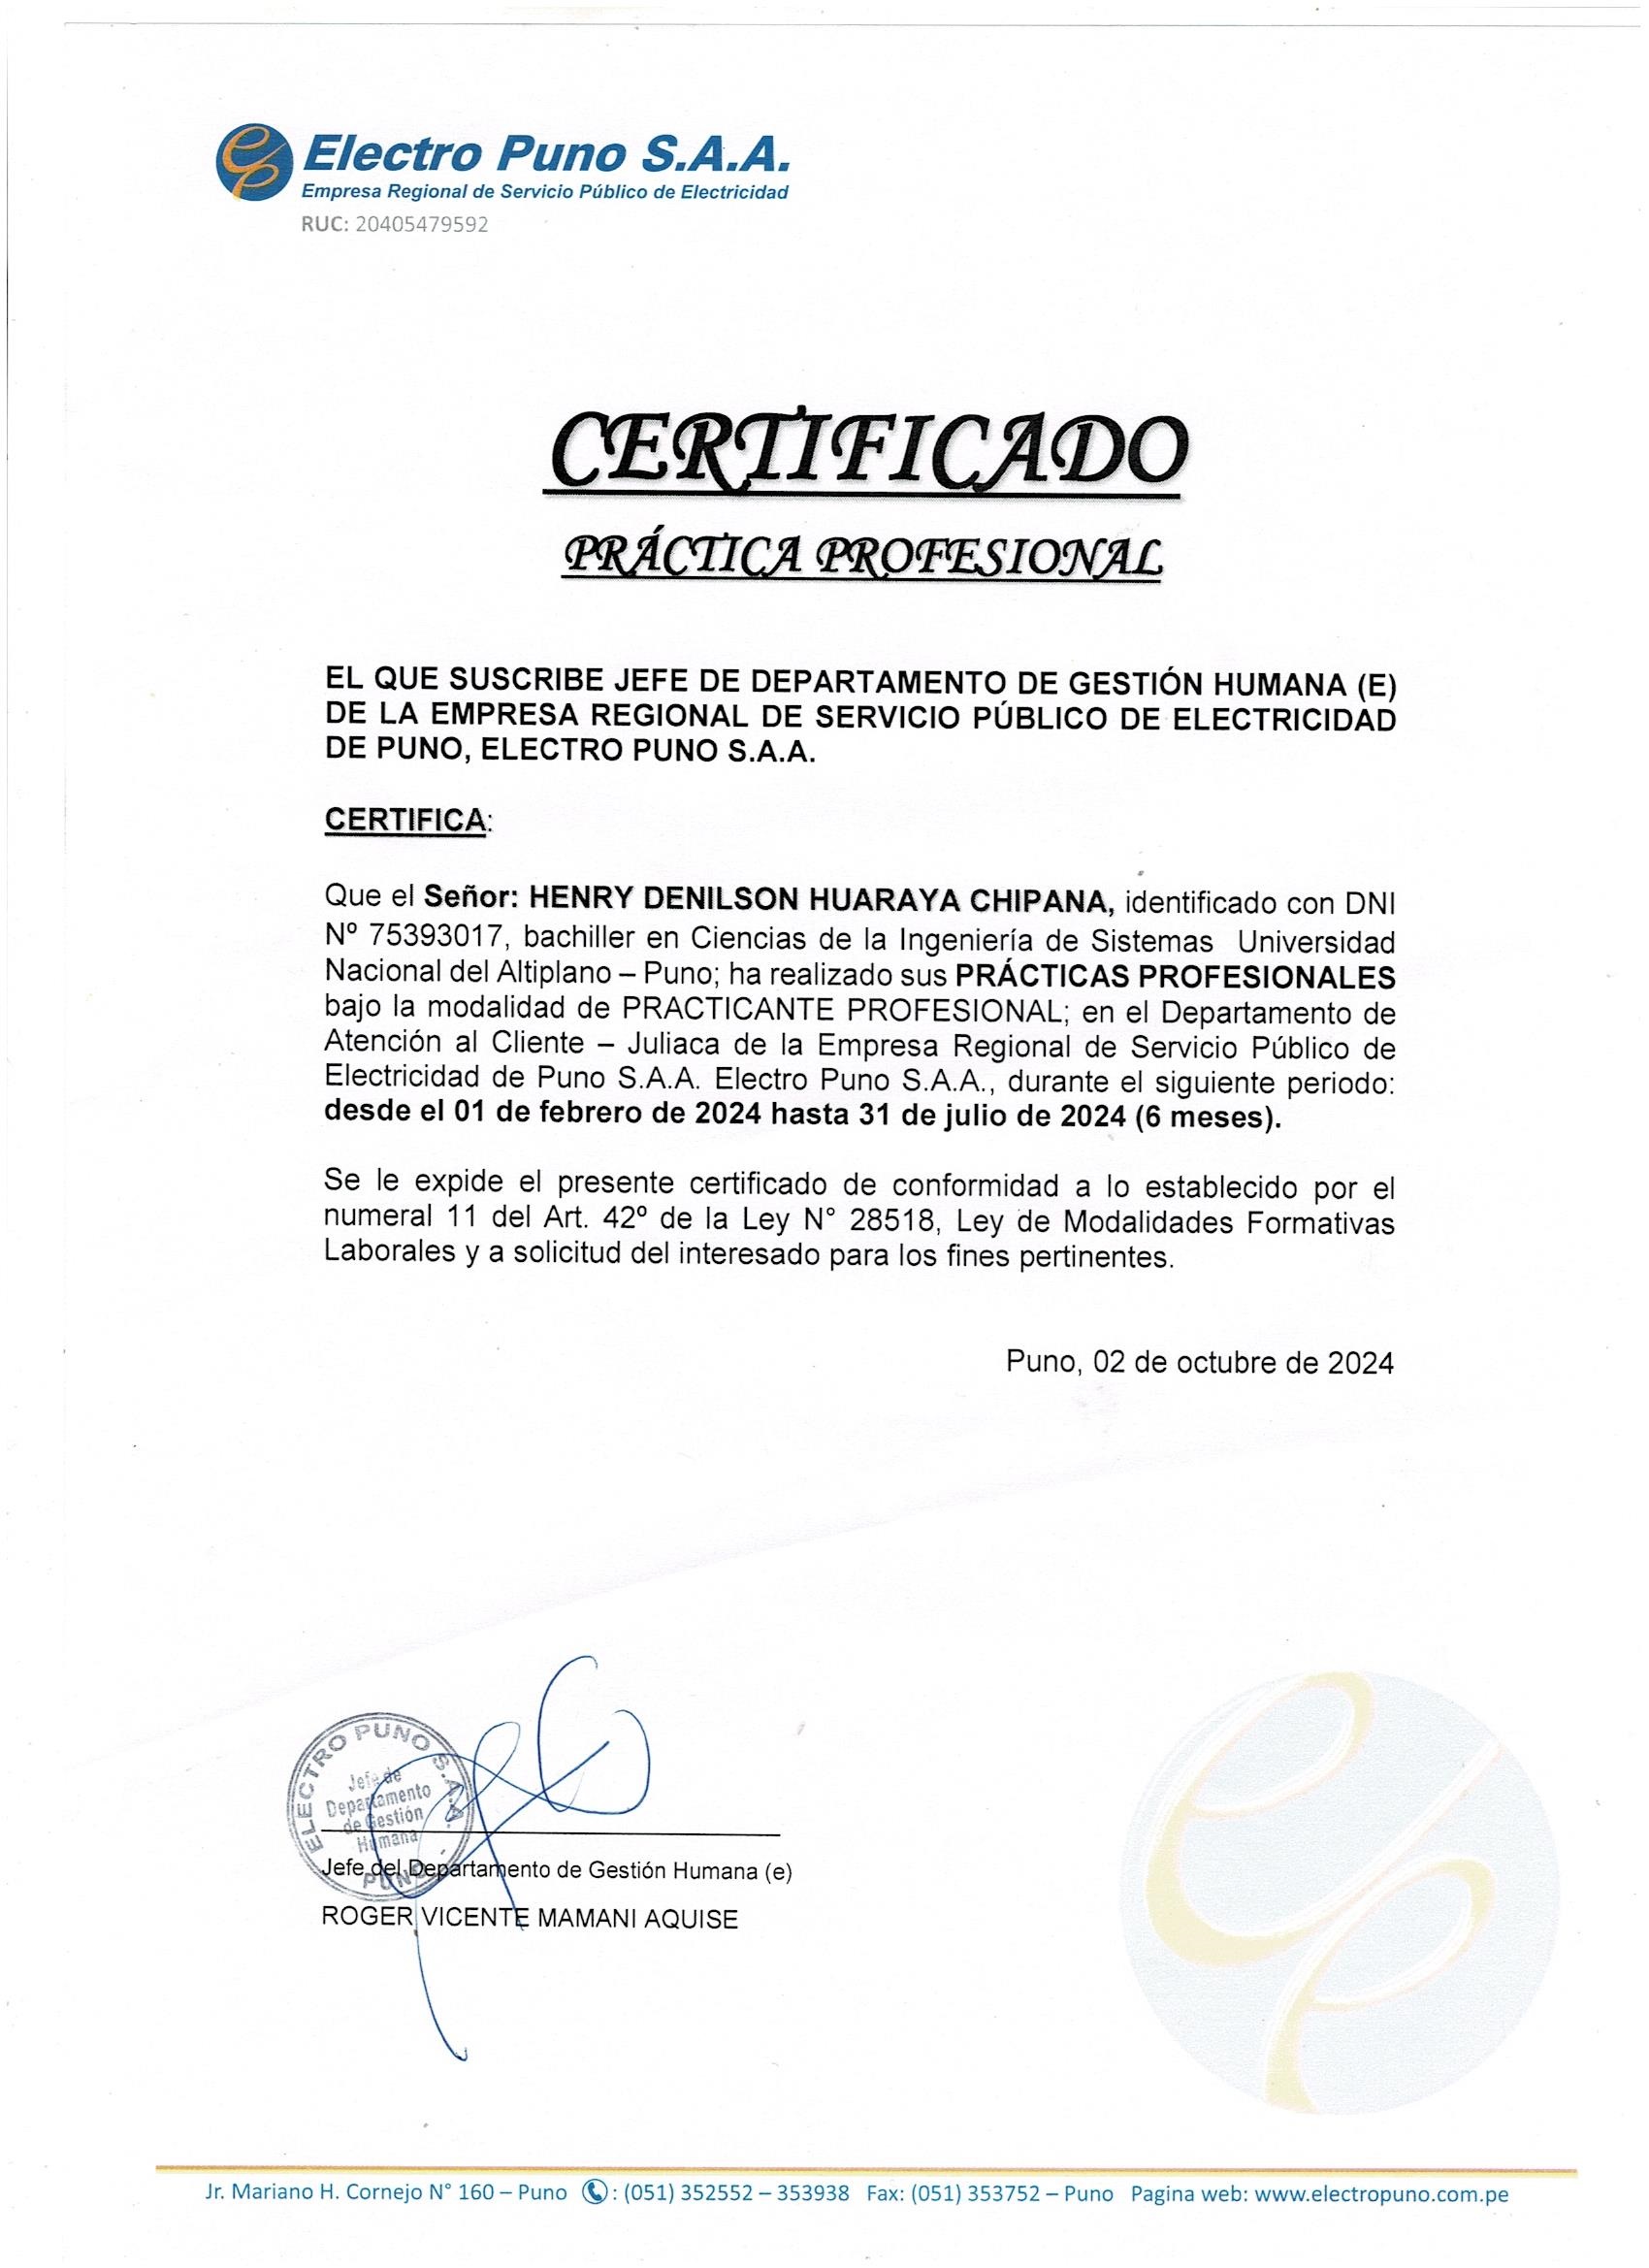 Electro Puno S.A.A.
Empresa Regional de Servicio Público de Electricidad
RUC: 20405479592
CERTIFICADO
PRÁCTICA PROFESIONAL
EL QUE SUSCRIBE JEFE DE DEPARTAMENTO DE GESTIÓN HUMANA (E)
DE LA EMPRESA REGIONAL DE SERVICIO PÚBLICO DE ELECTRICIDAD
DE PUNO, ELECTRO PUNO S.A.A.
CERTIFICA:
Que el Señor: HENRY DENILSON HUARAYA CHIPANA, identificado con DNI
Nº 75393017, bachiller en Ciencias de la Ingeniería de Sistemas Universidad
Nacional del Altiplano – Puno; ha realizado sus PRÁCTICAS PROFESIONALES
bajo la modalidad de PRACTICANTE PROFESIONAL; en el Departamento de
Atención al Cliente – Juliaca de la Empresa Regional de Servicio Público de
Electricidad de Puno S.A.A. Electro Puno S.A.A., durante el siguiente periodo:
desde el 01 de febrero de 2024 hasta 31 de julio de 2024 (6 meses).
Se le expide el presente certificado de conformidad a lo establecido por el
numeral 11 del Art. 42º de la Ley N° 28518, Ley de Modalidades Formativas
Laborales y a solicitud del interesado para los fines pertinentes.
Puno, 02 de octubre de 2024
ELECTRO PUNO S.A.A.
Jefe de
Departamento
de Gestión
Humana
PUNO
Jefe del Departamento de Gestión Humana (e)
ROGER VICENTE MAMANI AQUISE
Jr. Mariano H. Cornejo N° 160 – Puno : (051) 352552 – 353938 Fax: (051) 353752 – Puno Pagina web: www.electropuno.com.pe